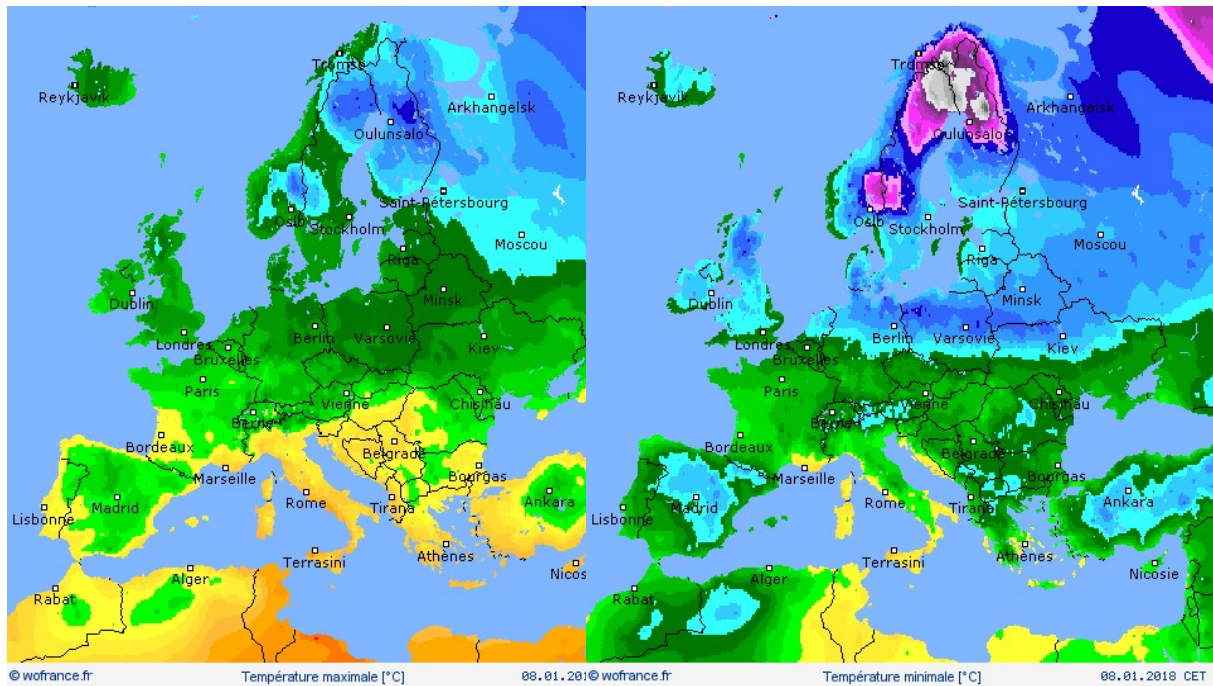 Tromsø
Reykjavik
Arkhangelsk
Oulunsalo
Saint-Pétersbourg
Oslo
Stockholm
Moscou
Riga
Dublin
Minsk
Londres
Berlin
Varsovie
Kiev
Bruxelles
Paris
Vienne
Chisinau
Berne
Bordeaux
Belgrade
Marseille
Bourgas
Madrid
Rome
Tirana
Ankara
Lisbonne
Athènes
Terrasini
Alger
Nicos
Rabat
© wofrance.fr
Température maximale [°C]
08.01.201
Tromsø
Reykjavik
Arkhangelsk
Oulunsalo
Saint-Pétersbourg
Oslo
Stockholm
Moscou
Riga
Dublin
Minsk
Londres
Berlin
Varsovie
Kiev
Bruxelles
Paris
Vienne
Chisinau
Berne
Bordeaux
Belgrade
Marseille
Bourgas
Madrid
Rome
Tirana
Ankara
Lisbonne
Athènes
Terrasini
Alger
Nicosie
Rabat
© wofrance.fr
Température minimale [°C]
08.01.2018 CET